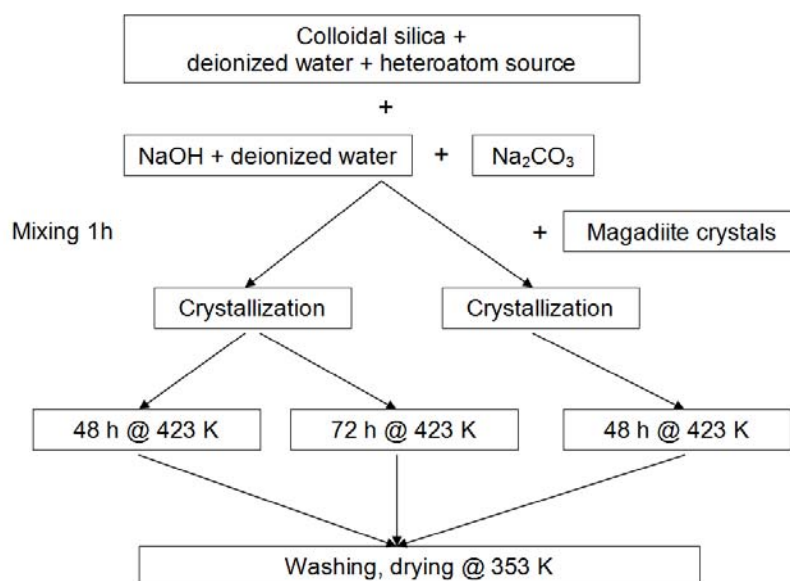 Colloidal silica +
deionized water + heteroatom source
+
NaOH + deionized water + Na₂CO₃
Mixing 1h + Magadiite crystals
Crystallization Crystallization
48 h @ 423 K 72 h @ 423 K 48 h @ 423 K
Washing, drying @ 353 K